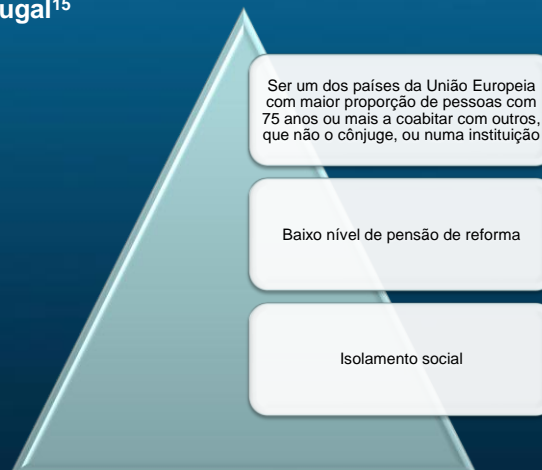 ugal¹⁵
Ser um dos países da União Europeia
com maior proporção de pessoas com
75 anos ou mais a coabitar com outros,
que não o cônjuge, ou numa instituição
Baixo nível de pensão de reforma
Isolamento social